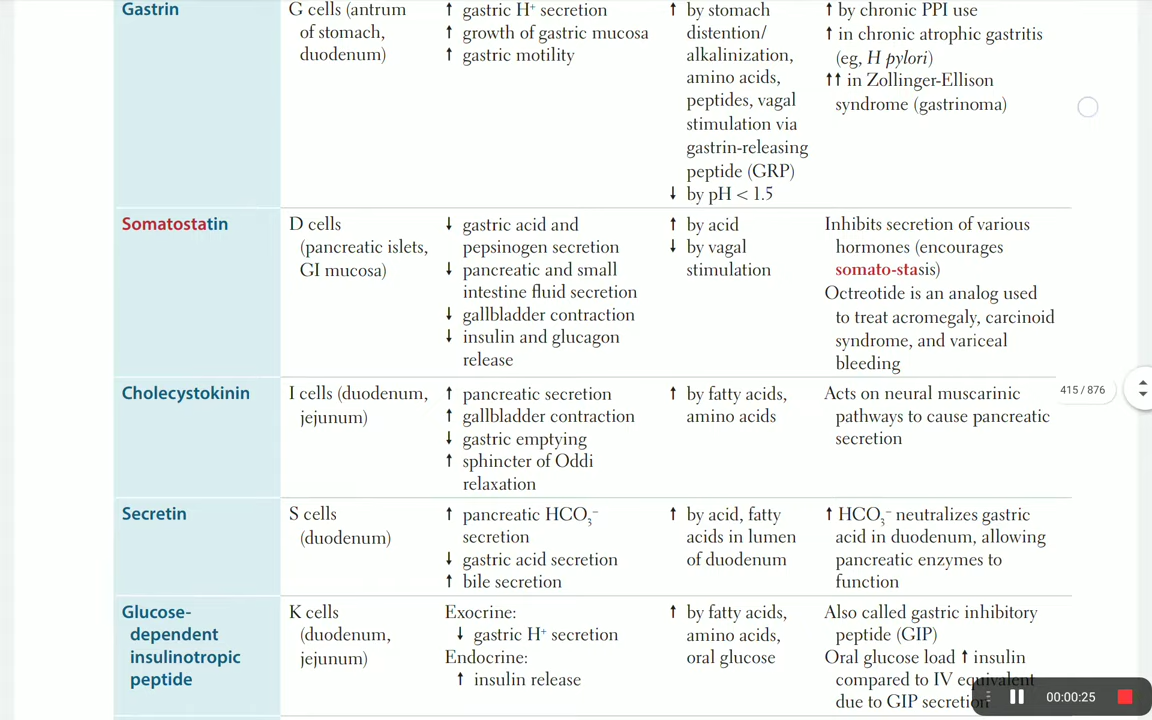 Gastrin
G cells (antrum
of stomach,
duodenum)
↑ gastric H⁺ secretion
↑ growth of gastric mucosa
↑ gastric motility
↑ by stomach
distention/
alkalinization,
amino acids,
peptides, vagal
stimulation via
gastrin-releasing
peptide (GRP)
↓ by pH < 1.5
↑ by chronic PPI use
↑ in chronic atrophic gastritis
(eg, H pylori)
↑↑ in Zollinger-Ellison
syndrome (gastrinoma)
Somatostatin
D cells
(pancreatic islets,
GI mucosa)
↓ gastric acid and
pepsinogen secretion
↓ pancreatic and small
intestine fluid secretion
↓ gallbladder contraction
↓ insulin and glucagon
release
↑ by acid
↓ by vagal
stimulation
Inhibits secretion of various
hormones (encourages
somato-stasis)
Octreotide is an analog used
to treat acromegaly, carcinoid
syndrome, and variceal
bleeding
Cholecystokinin
I cells (duodenum,
jejunum)
↑ pancreatic secretion
↑ gallbladder contraction
↓ gastric emptying
↑ sphincter of Oddi
relaxation
↑ by fatty acids,
amino acids
Acts on neural muscarinic
pathways to cause pancreatic
secretion
415 / 876
Secretin
S cells
(duodenum)
↑ pancreatic HCO₃⁻
secretion
↓ gastric acid secretion
↑ bile secretion
↑ by acid, fatty
acids in lumen
of duodenum
↑ HCO₃⁻ neutralizes gastric
acid in duodenum, allowing
pancreatic enzymes to
function
Glucose-
dependent
insulinotropic
peptide
K cells
(duodenum,
jejunum)
Exocrine:
↓ gastric H⁺ secretion
Endocrine:
↑ insulin release
↑ by fatty acids,
amino acids,
oral glucose
Also called gastric inhibitory
peptide (GIP)
Oral glucose load ↑ insulin
compared to IV equivalent
due to GIP secretion
00:00:25